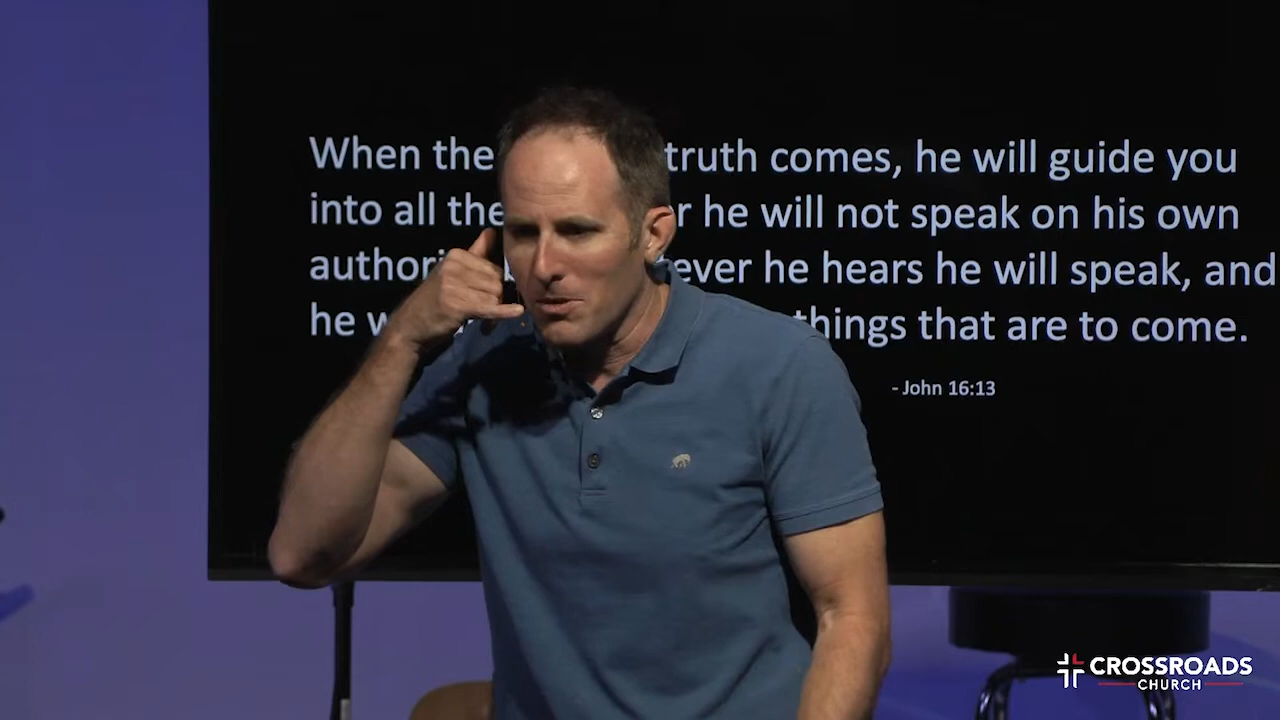 When the truth comes, he will guide you
into all the he will not speak on his own
ever he hears he will speak, and
he things that are to come.
- John 16:13
CROSSROADS
CHURCH